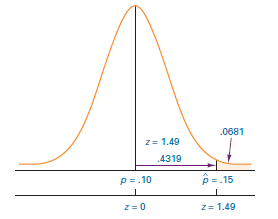 .0681
z = 1.49
.4319
p = .10 p̂ = .15
z = 0 z = 1.49